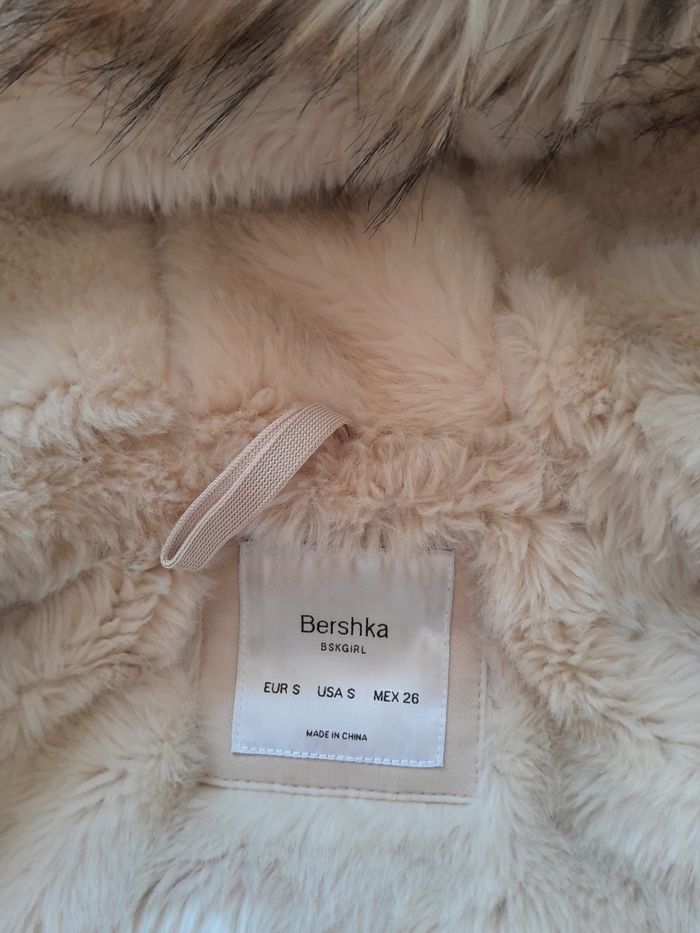 Bershka
BSKGIRL
EUR S USA S MEX 26
MADE IN CHINA